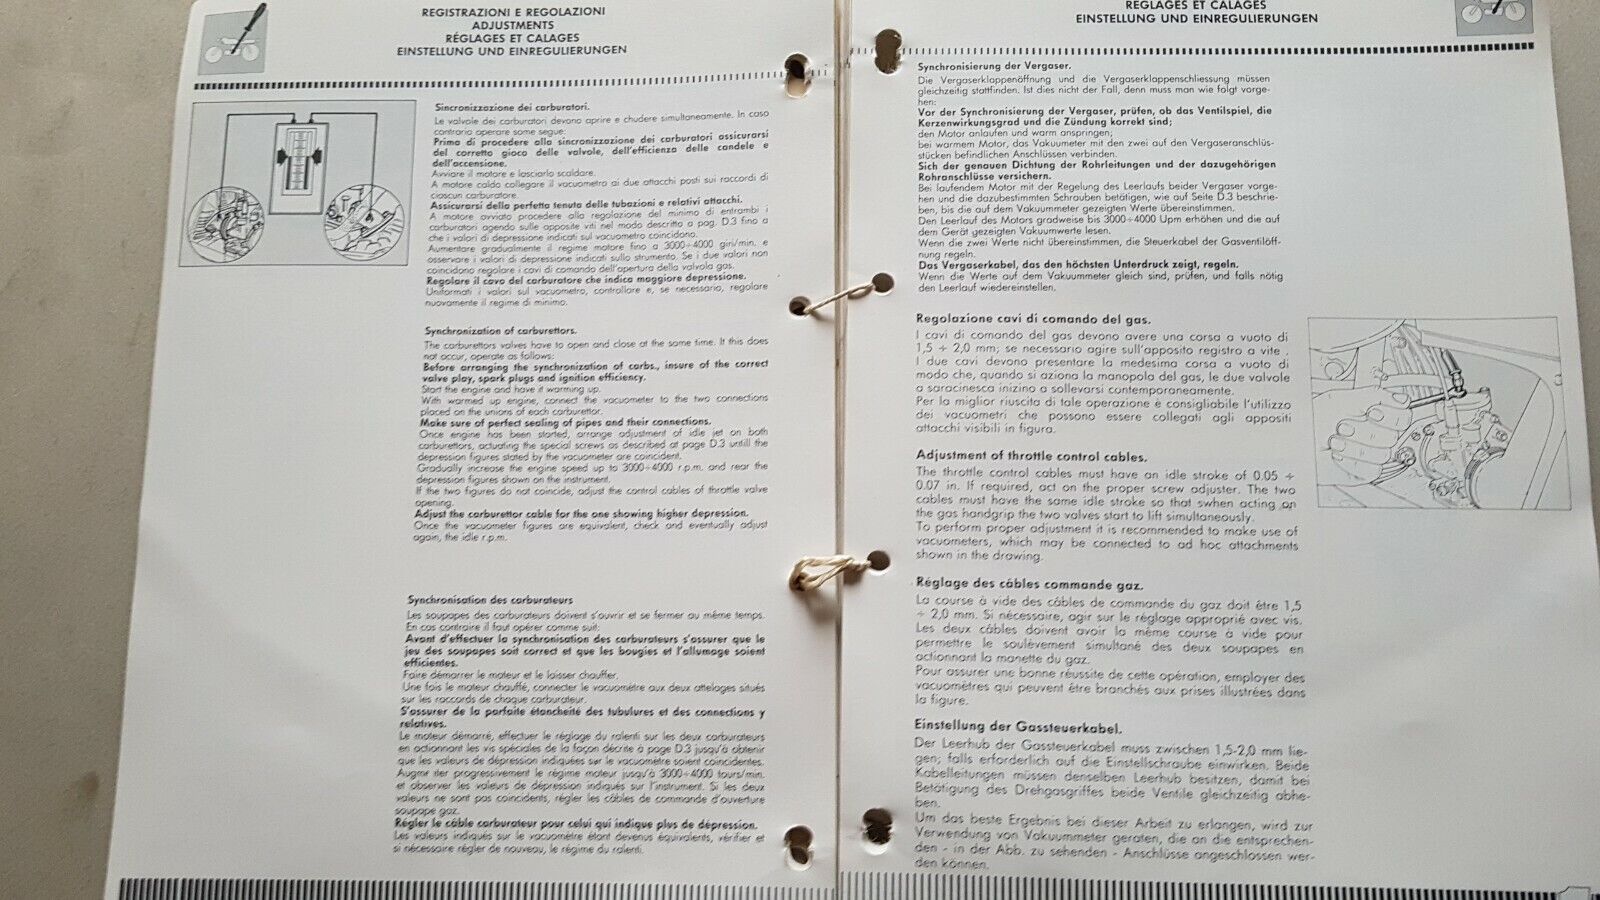 REGISTRAZIONI E REGOLAZIONI
ADJUSTMENTS
RÉGLAGES ET CALAGES
EINSTELLUNG UND EINREGULIERUNGEN
Sincronizzazione dei carburatori.
Le valvole dei carburatori devono aprire e chudere simultaneamente. In caso
contrario operare some segue:
Prima di procedere alla sincronizzazione dei carburatori assicurarsi
del corretto gioco delle valvole, dell'efficienza delle candele e
dell'accensione.
Avviare il motore e lasciarlo scaldare.
A motore caldo collegare il vacuometro ai due attacchi posti sui raccordi di
ciascun carburatore.
Assicurarsi della perfetta tenuta delle tubazioni e relativi attacchi.
A motore avviato procedere alla regolazione del minimo di entrambi i
carburatori agendo sulle apposite viti nel modo descritto a pag. D.3 fino a
che i valori di depressione indicati sul vacuometro coincidono.
Aumentare gradualmente il regime motore fino a 3000÷4000 giri/min. e
osservare i valori di depressione indicati sullo strumento. Se i due valori non
coincidono regolare i cavi di comando dell'apertura della valvola gas.
Regolare il cavo del carburatore che indica maggiore depressione.
Uniformati i valori sul vacuometro, controllare e, se necessario, regolare
nuovamente il regime di minimo.
Synchronization of carburettors.
The carburettors valves have to open and close at the same time. It this does
not occur, operate as follows:
Before arranging the synchronization of carbs., insure of the correct
valve play, spark plugs and ignition efficiency.
Start the engine and have it warming up.
With warmed up engine, connect the vacuometer to the two connections
placed on the unions of each carburettor.
Make sure of perfect sealing of pipes and their connections.
Once engine has been started, arrange adjustment of idle jet on both
carburettors, actuating the special screws as described at page D.3 untill the
depression figures stated by the vacuometer are coincident.
Gradually increase the engine speed up to 3000÷4000 r.p.m. and rear the
depression figures shown on the instrument.
If the two figures do not coincide, adjust the control cables of throttle valve
opening.
Adjust the carburettor cable for the one showing higher depression.
Once the vacuometer figures are equivalent, check and eventually adjust
again, the idle r.p.m.
Synchronisation des carburateurs
Les soupapes des carburateurs doivent s'ouvrir et se fermer au même temps.
En cas contraire il faut opérer comme suit:
Avant d'effectuer la synchronisation des carburateurs s'assurer que le
jeu des soupapes soit correct et que les bougies et l'allumage soient
efficientes.
Faire démarrer le moteur et le laisser chauffer.
Une fois le moteur chauffé, connecter le vacuomètre aux deux attelages situés
sur les raccords de chaque carburateur.
S'assurer de la parfaite étancheité des tubulures et des connections y
relatives.
Le moteur démarré, effectuer le réglage du ralenti sur les deux carburateurs
en actionnant les vis spéciales de la façon décrite à page D.3 jusqu'à obtenir
que les valeurs de dépression indiquées sur le vacuomètre soient coincidentes.
Augmenter progressivement le régime moteur jusqu'à 3000÷4000 tours/min.
et observer les valeurs de dépression indiqués sur l'instrument. Si les deux
valeurs ne sont pas coincidents, régler les câbles de commande d'ouverture
soupape gaz.
Régler le câble carburateur pour celui qui indique plus de dépression.
Les valeurs indiqués sur le vacuomètre étant devenus équivalents, vérifier et
si nécessaire régler de nouveau, le régime du ralenti.
RÉGLAGES ET CALAGES
EINSTELLUNG UND EINREGULIERUNGEN
Synchronisierung der Vergaser.
Die Vergaserklappenöffnung und die Vergaserklappenschliessung müssen
gleichzeitig stattfinden. Ist dies nicht der Fall, denn muss man wie folgt vorge-
hen:
Vor der Synchronisierung der Vergaser, prüfen, ob das Ventilspiel, die
Kerzenwirkungsgrad und die Zündung korrekt sind;
den Motor anlaufen und warm anspringen;
bei warmem Motor, das Vakuumeter mit den zwei auf den Vergaseranschlüs-
stücken befindlichen Anschlüssen verbinden.
Sich der genauen Dichtung der Rohrleitungen und der dazugehörigen
Rohranschlüsse versichern.
Bei laufendem Motor mit der Regelung des Leerlaufs beider Vergaser vorge-
hen und die dazubestimmten Schrauben betätigen, wie auf Seite D.3 beschrie-
ben, bis die auf dem Vakuummeter gezeigten Werte übereinstimmen.
Den Leerlauf des Motors gradweise bis 3000÷4000 Upm erhöhen und die auf
dem Gerät gezeigten Vakuumwerte lesen.
Wenn die zwei Werte nicht übereinstimmen, die Steuerkabel der Gasventilöff-
nung regeln.
Das Vergaserkabel, das den höchsten Unterdruck zeigt, regeln.
Wenn die Werte auf dem Vakuummeter gleich sind, prüfen, und falls nötig
den Leerlauf wiedereinstellen.
Regolazione cavi di comando del gas.
I cavi di comando del gas devono avere una corsa a vuoto di
1,5 ÷ 2,0 mm; se necessario agire sull'apposito registro a vite .
I due cavi devono presentare la medesima corsa a vuoto di
modo che, quando si aziona la manopola del gas, le due valvole
a saracinesca inizino a sollevarsi contemporaneamente.
Per la miglior riuscita di tale operazione è consigliabile l'utilizzo
dei vacuometri che possono essere collegati agli appositi
attacchi visibili in figura.
Adjustment of throttle control cables.
The throttle control cables must have an idle stroke of 0.05 ÷
0.07 in. If required, act on the proper screw adjuster. The two
cables must have the same idle stroke so that swhen acting on
the gas handgrip the two valves start to lift simultaneously.
To perform proper adjustment it is recommended to make use of
vacuometers, which may be connected to ad hoc attachments
shown in the drawing.
Réglage des câbles commande gaz.
La course à vide des câbles de commande du gaz doit être 1,5
÷ 2,0 mm. Si nécessaire, agir sur le réglage approprié avec vis.
Les deux câbles doivent avoir la même course à vide pour
permettre le soulèvement simultané des deux soupapes en
actionnant la manette du gaz.
Pour assurer une bonne réussite de cette opération, employer des
vacuomètres qui peuvent être branchés aux prises illustrées dans
la figure.
Einstellung der Gassteuerkabel.
Der Leerhub der Gassteuerkabel muss zwischen 1,5-2,0 mm lie-
gen; falls erforderlich auf die Einstellschraube einwirken. Beide
Kabelleitungen müssen denselben Leerhub besitzen, damit bei
Betätigung des Drehgasgriffes beide Ventile gleichzeitig abhe-
ben.
Um das beste Ergebnis bei dieser Arbeit zu erlangen, wird zur
Verwendung von Vakuummeter geraten, die an die entsprechen-
den - in der Abb. zu sehenden - Anschlüsse angeschlossen wer-
den können.